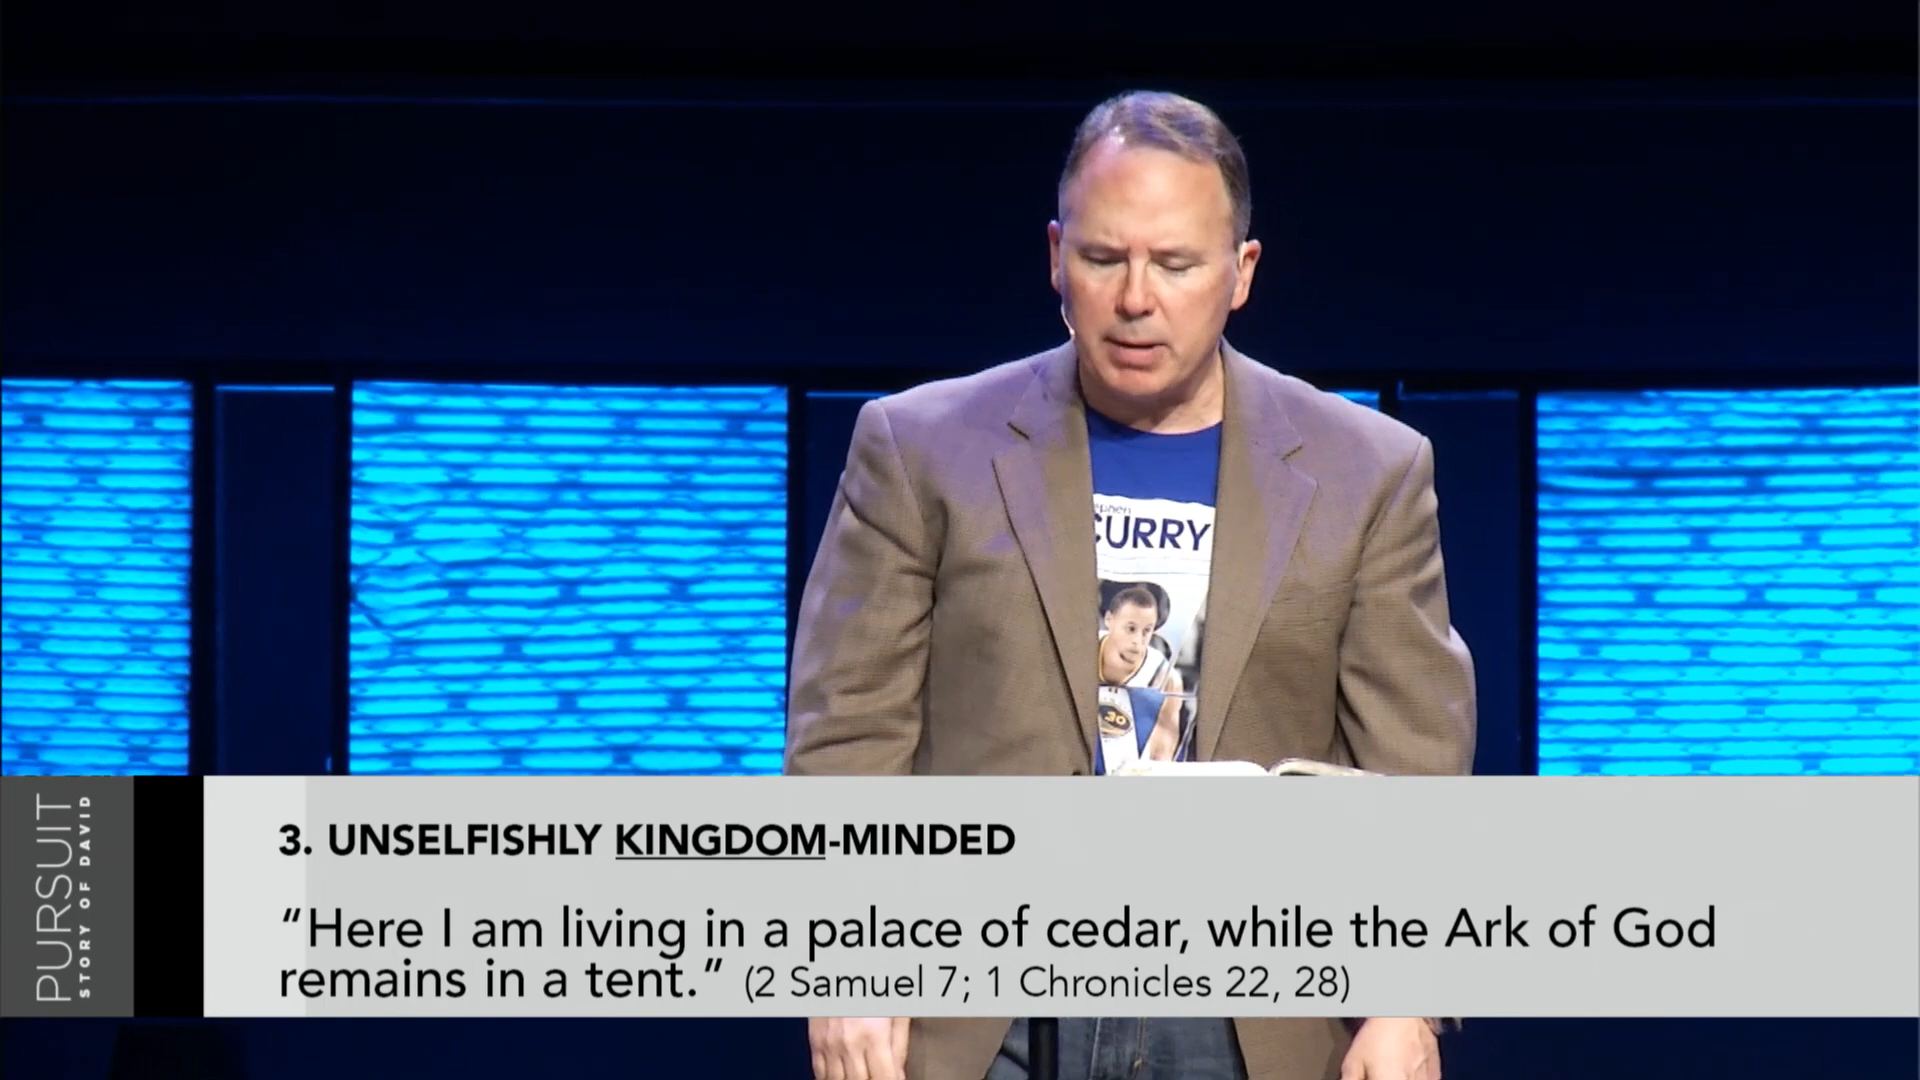 ephen
CURRY
30
PURSUIT
STORY OF DAVID
3. UNSELFISHLY KINGDOM-MINDED
“Here I am living in a palace of cedar, while the Ark of God
remains in a tent.” (2 Samuel 7; 1 Chronicles 22, 28)